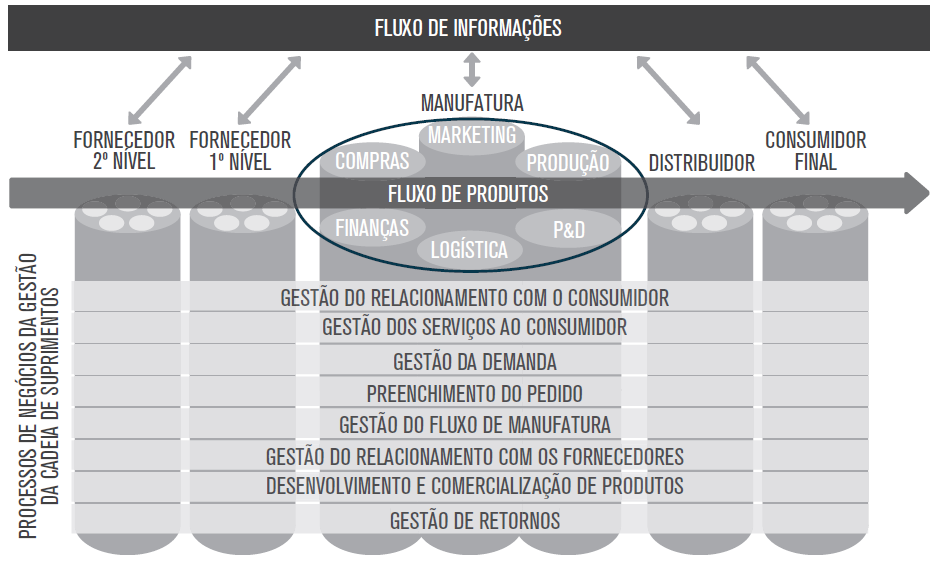 FLUXO DE INFORMAÇÕES
MANUFATURA
FORNECEDOR
2º NÍVEL
FORNECEDOR
1º NÍVEL
MARKETING
COMPRAS
PRODUÇÃO
DISTRIBUIDOR
CONSUMIDOR
FINAL
FLUXO DE PRODUTOS
FINANÇAS
P&D
LOGÍSTICA
PROCESSOS DE NEGÓCIOS DA GESTÃO
DA CADEIA DE SUPRIMENTOS
GESTÃO DO RELACIONAMENTO COM O CONSUMIDOR
GESTÃO DOS SERVIÇOS AO CONSUMIDOR
GESTÃO DA DEMANDA
PREENCHIMENTO DO PEDIDO
GESTÃO DO FLUXO DE MANUFATURA
GESTÃO DO RELACIONAMENTO COM OS FORNECEDORES
DESENVOLVIMENTO E COMERCIALIZAÇÃO DE PRODUTOS
GESTÃO DE RETORNOS